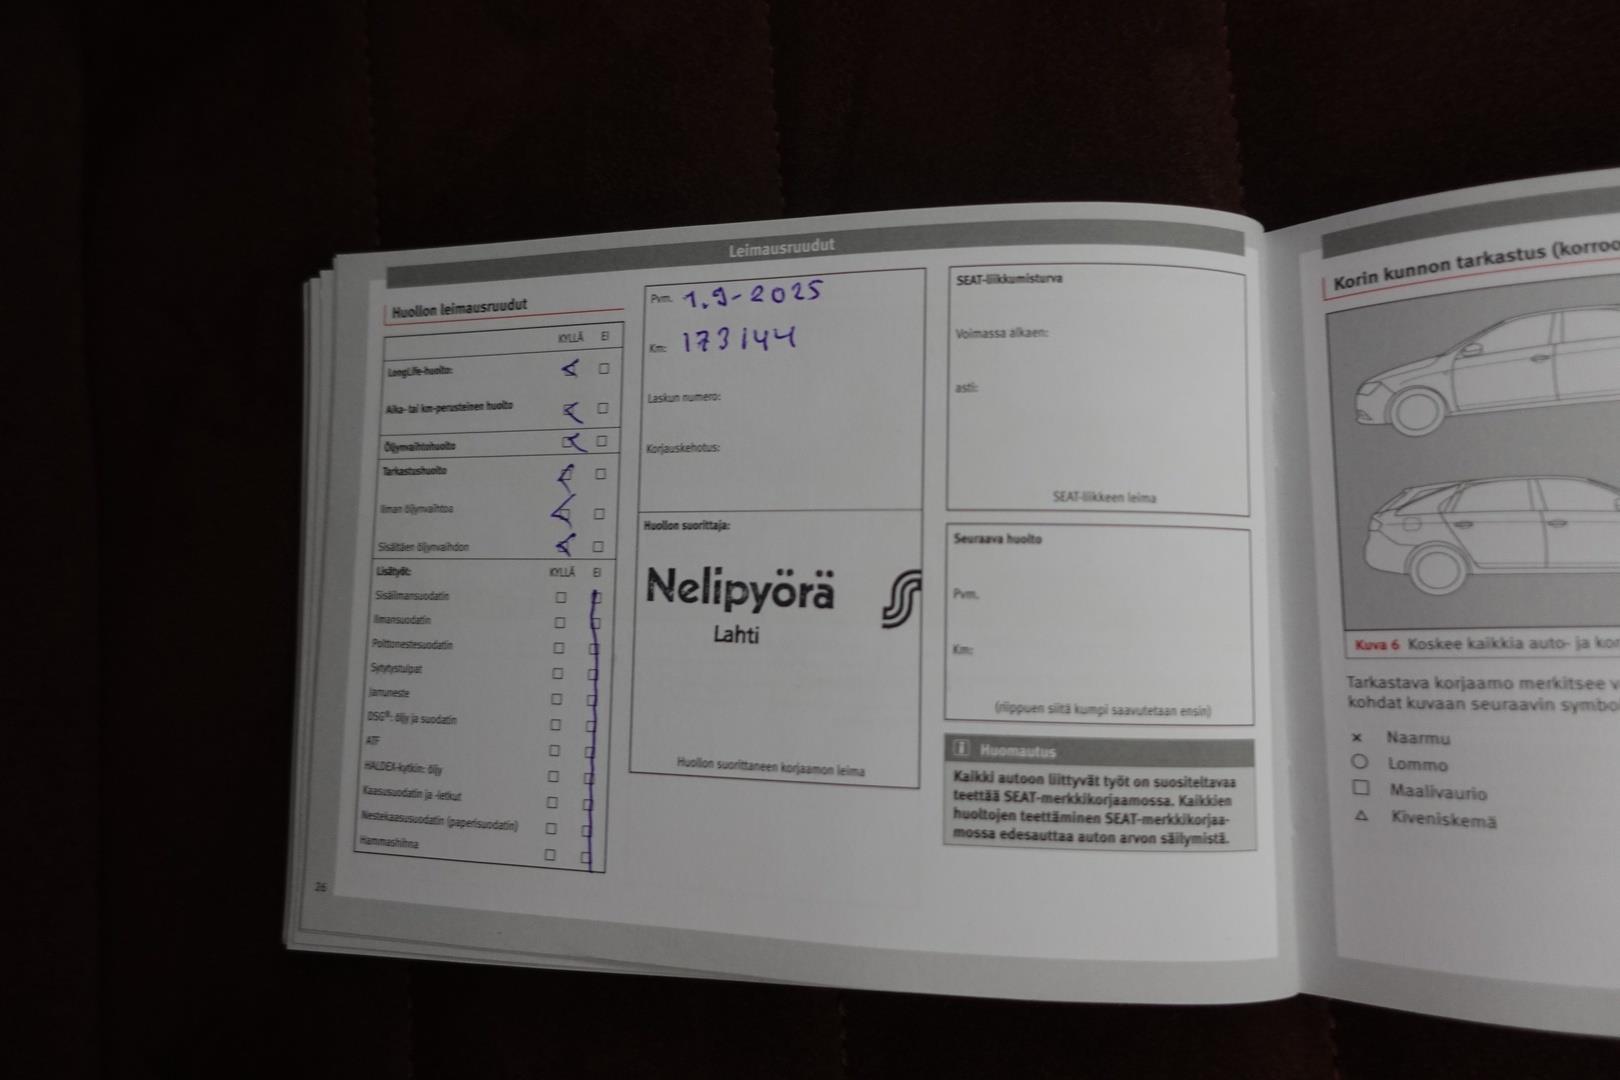 Leimausruudut
Huollon leimausruudut
KYLLÄ EI
LongLife-huolto:
Aika- tai km-perusteinen huolto
Öljynvaihtohuolto
Tarkastushuolto
Ilman öljynvaihtoa
Sisältäen öljynvaihdon
Lisätyöt: KYLLÄ EI
Sisäilmansuodatin
Ilmansuodatin
Polttonestesuodatin
Sytytystulpat
Jarruneste
DSG®: öljy ja suodatin
ATF
HALDEX-kytkin: öljy
Kaasusuodatin ja -letkut
Nestekaasusuodatin (paperisuodatin)
Hammashihna
26
Pvm. 1.9-2025
Km: 173144
Laskun numero:
Korjauskehotus:
Huollon suorittaja:
Nelipyörä
Lahti
Huollon suorittaneen korjaamon leima
SEAT-liikkumisturva
Voimassa alkaen:
asti:
SEAT-liikkeen leima
Seuraava huolto
Pvm.
Km:
(riippuen siitä kumpi saavutetaan ensin)
i Huomautus
Kaikki autoon liittyvät työt on suositeltavaa
teettää SEAT-merkkikorjaamossa. Kaikkien
huoltojen teettäminen SEAT-merkkikorjaa-
mossa edesauttaa auton arvon säilymistä.
Korin kunnon tarkastus (korroo
Kuva 6 Koskee kaikkia auto- ja kor
Tarkastava korjaamo merkitsee v
kohdat kuvaan seuraavin symbol
× Naarmu
○ Lommo
□ Maalivaurio
△ Kiveniskemä